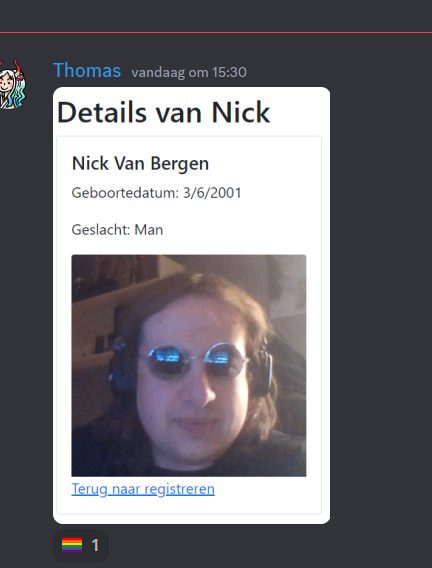 Thomas vandaag om 15:30
Details van Nick
Nick Van Bergen
Geboortedatum: 3/6/2001
Geslacht: Man
Terug naar registreren
1